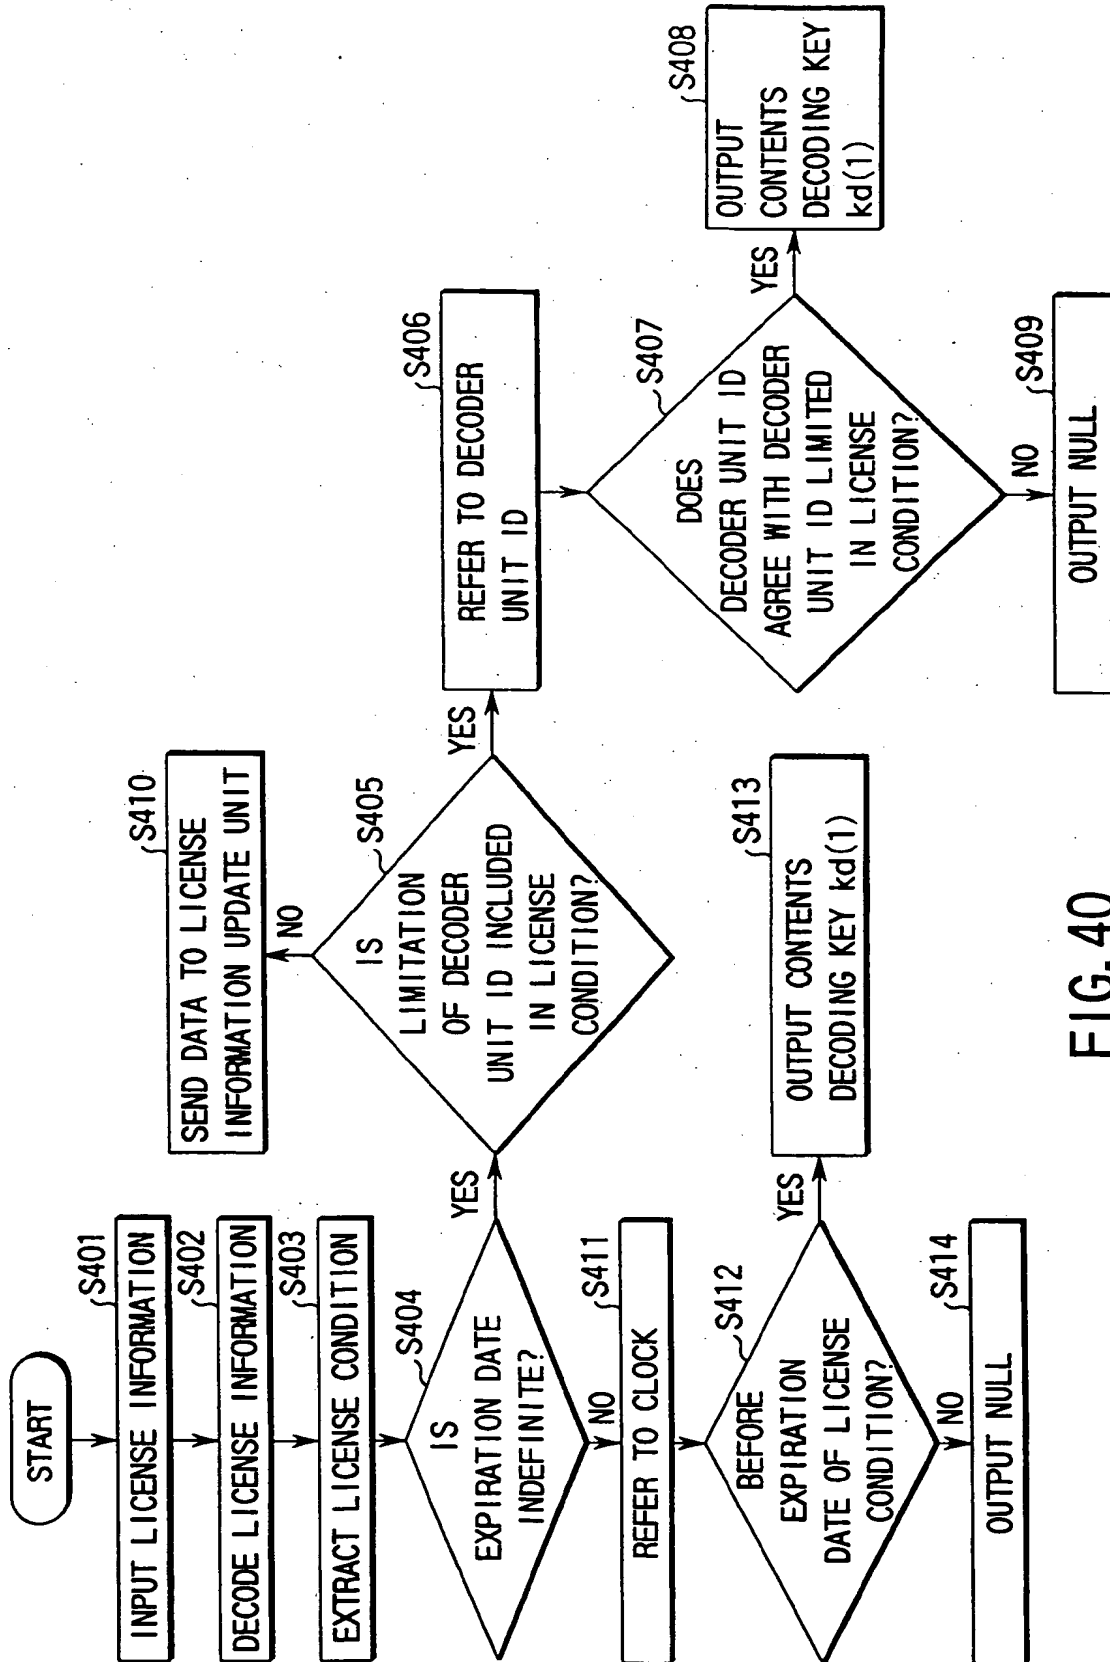 START
S401
INPUT LICENSE INFORMATION
S402
DECODE LICENSE INFORMATION
S403
EXTRACT LICENSE CONDITION
S404
IS
EXPIRATION DATE
INDEFINITE?
YES
NO
S411
REFER TO CLOCK
S412
BEFORE
EXPIRATION
DATE OF LICENSE
CONDITION?
YES
NO
S414
OUTPUT NULL
S410
SEND DATA TO LICENSE
INFORMATION UPDATE UNIT
NO
S405
IS
LIMITATION
OF DECODER
UNIT ID INCLUDED
IN LICENSE
CONDITION?
YES
S413
OUTPUT CONTENTS
DECODING KEY kd(1)
S406
REFER TO DECODER
UNIT ID
S407
DOES
DECODER UNIT ID
AGREE WITH DECODER
UNIT ID LIMITED
IN LICENSE
CONDITION?
YES
NO
S408
OUTPUT
CONTENTS
DECODING KEY
kd(1)
S409
OUTPUT NULL
FIG. 40